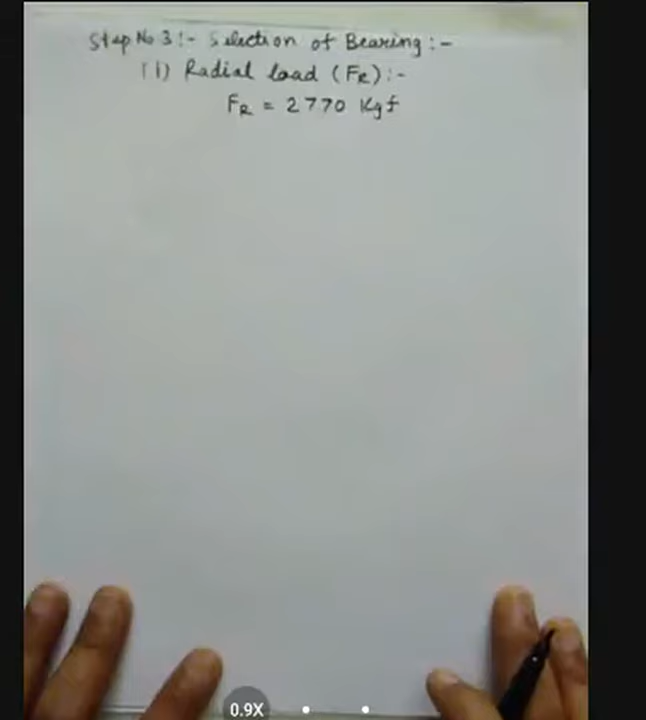 Step No 3:- Selection of Bearing:-
(1) Radial load (FR):-
FR = 2770 Kgf
0.9X